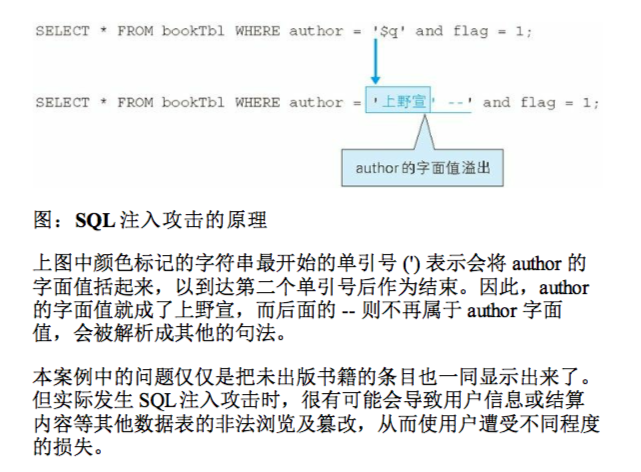 SELECT * FROM bookTbl WHERE author = '$q' and flag = 1;
SELECT * FROM bookTbl WHERE author = '上野宣' --' and flag = 1;
author 的字面值溢出
图：SQL 注入攻击的原理
上图中颜色标记的字符串最开始的单引号 (') 表示会将 author 的
字面值括起来，以到达第二个单引号后作为结束。因此，author
的字面值就成了上野宣，而后面的 -- 则不再属于 author 字面
值，会被解析成其他的句法。
本案例中的问题仅仅是把未出版书籍的条目也一同显示出来了。
但实际发生 SQL 注入攻击时，很有可能会导致用户信息或结算
内容等其他数据表的非法浏览及篡改，从而使用户遭受不同程度
的损失。